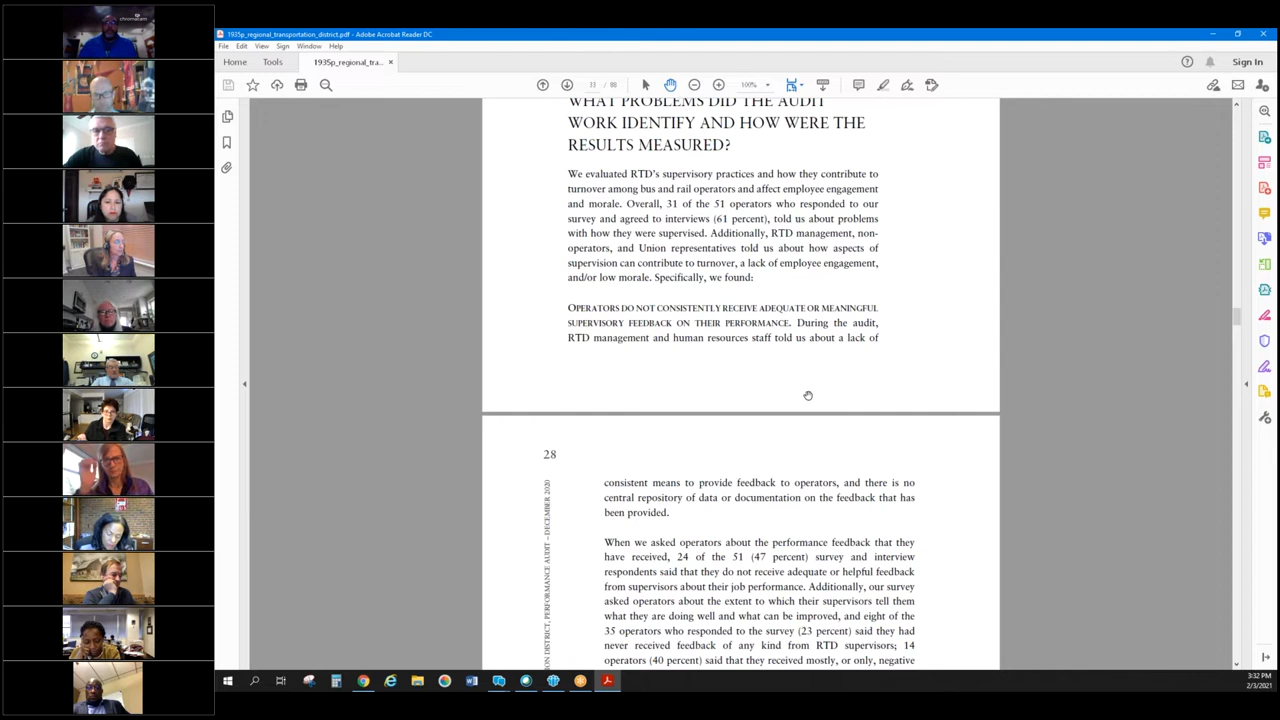 chromacam
1935p_regional_transportation_district.pdf - Adobe Acrobat Reader DC
File Edit View Sign Window Help
Home Tools 1935p_regional_tra... × Sign In
33 / 88 100%
WHAT PROBLEMS DID THE AUDIT
WORK IDENTIFY AND HOW WERE THE
RESULTS MEASURED?
We evaluated RTD's supervisory practices and how they contribute to
turnover among bus and rail operators and affect employee engagement
and morale. Overall, 31 of the 51 operators who responded to our
survey and agreed to interviews (61 percent), told us about problems
with how they were supervised. Additionally, RTD management, non-
operators, and Union representatives told us about how aspects of
supervision can contribute to turnover, a lack of employee engagement,
and/or low morale. Specifically, we found:
OPERATORS DO NOT CONSISTENTLY RECEIVE ADEQUATE OR MEANINGFUL
SUPERVISORY FEEDBACK ON THEIR PERFORMANCE. During the audit,
RTD management and human resources staff told us about a lack of
28
ION DISTRICT, PERFORMANCE AUDIT – DECEMBER 2020
consistent means to provide feedback to operators, and there is no
central repository of data or documentation on the feedback that has
been provided.
When we asked operators about the performance feedback that they
have received, 24 of the 51 (47 percent) survey and interview
respondents said that they do not receive adequate or helpful feedback
from supervisors about their job performance. Additionally, our survey
asked operators about the extent to which their supervisors tell them
what they are doing well and what can be improved, and eight of the
35 operators who responded to the survey (23 percent) said they had
never received feedback of any kind from RTD supervisors; 14
operators (40 percent) said that they received mostly, or only, negative
3:32 PM
2/3/2021